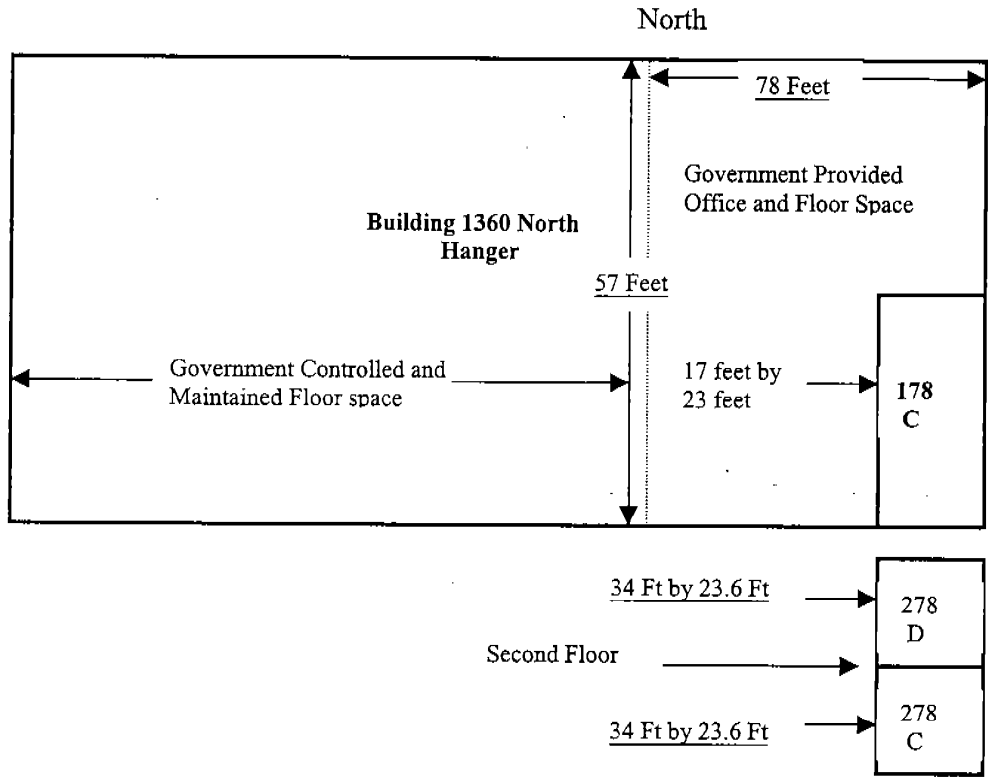 North
78 Feet
Government Provided
Office and Floor Space
Building 1360 North
Hanger
57 Feet
Government Controlled and
Maintained Floor space
17 feet by
23 feet
178
C
34 Ft by 23.6 Ft
278
D
Second Floor
34 Ft by 23.6 Ft
278
C